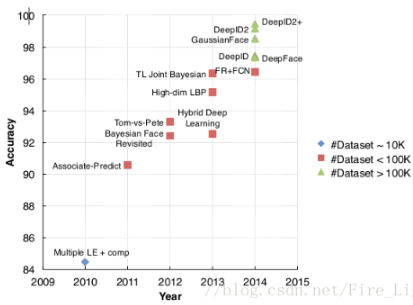 100
98
96
94
92
90
88
86
84
Accuracy
DeepID2+
DeepID2
GaussianFace
DeepID
DeepFace
TL Joint Bayesian
FR+FCN
High-dim LBP
Hybrid Deep
Learning
Tom-vs-Pete
Bayesian Face
Revisited
Associate-Predict
Multiple LE + comp
#Dataset ~ 10K
#Dataset < 100K
#Dataset > 100K
2009 2010 2011 2012 2013 2014 2015
Year
//blog.csdn.net/Fire_Li